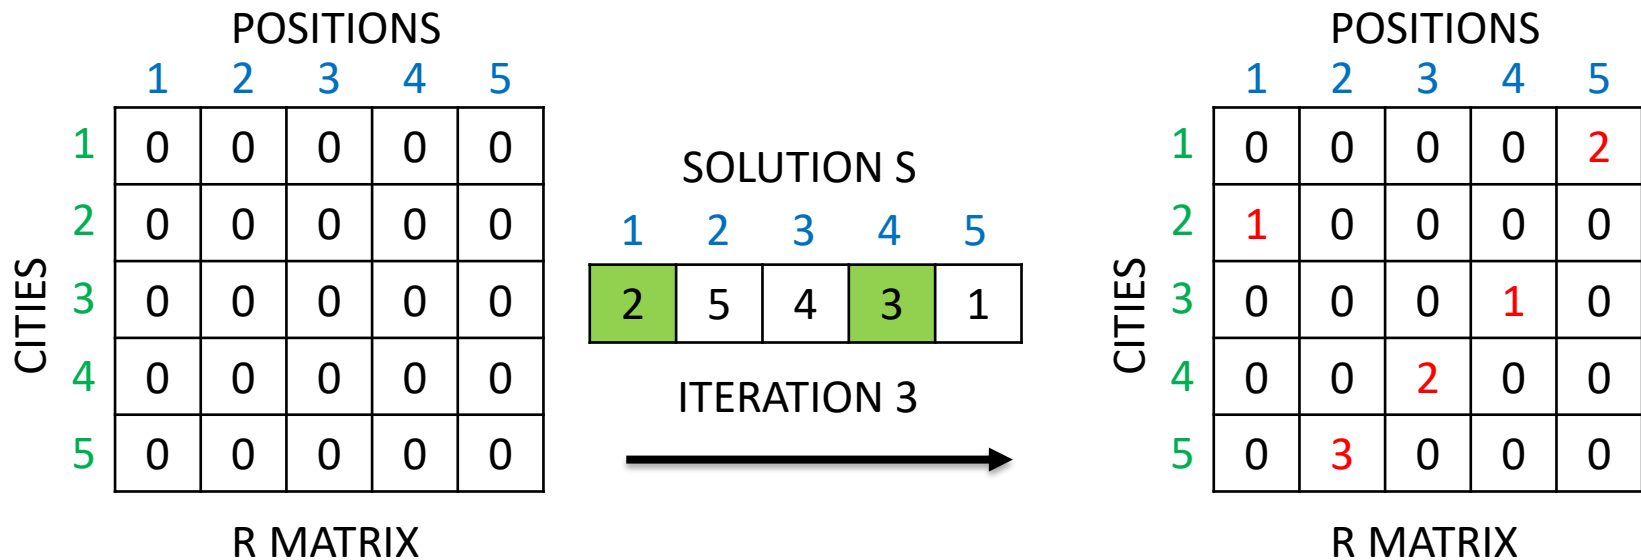 POSITIONS
1 2 3 4 5
CITIES
1 0 0 0 0 0
2 0 0 0 0 0
3 0 0 0 0 0
4 0 0 0 0 0
5 0 0 0 0 0
R MATRIX
SOLUTION S
1 2 3 4 5
2 5 4 3 1
ITERATION 3
POSITIONS
1 2 3 4 5
CITIES
1 0 0 0 0 2
2 1 0 0 0 0
3 0 0 0 1 0
4 0 0 2 0 0
5 0 3 0 0 0
R MATRIX